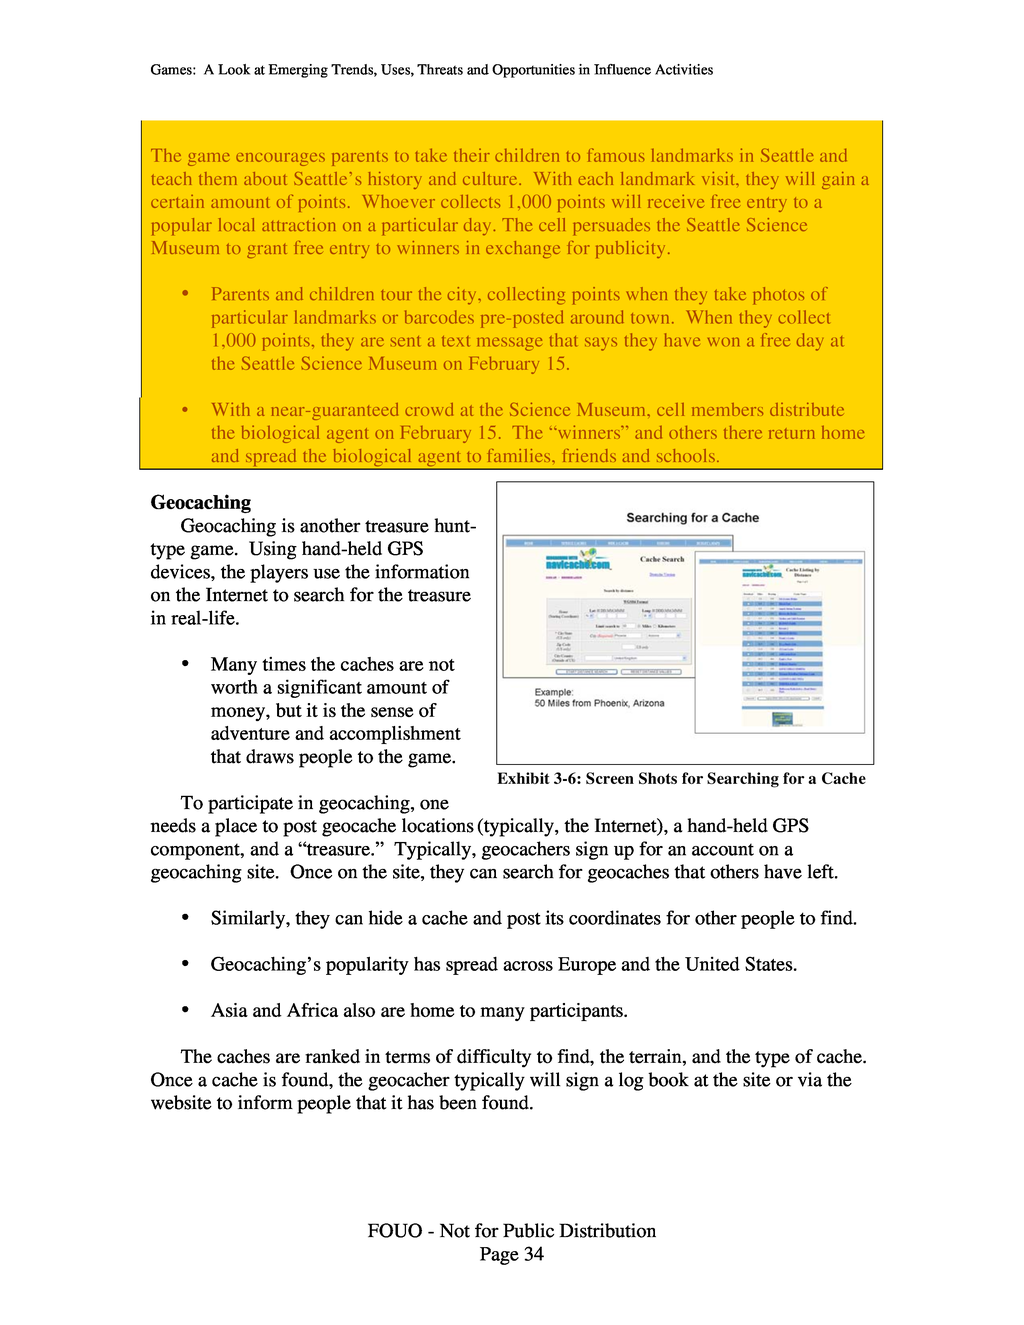 Games:  A Look at Emerging Trends, Uses, Threats and Opportunities in Influence Activities
The game encourages parents to take their children to famous landmarks in Seattle and
teach them about Seattle’s history and culture.  With each landmark visit, they will gain a
certain amount of points.  Whoever collects 1,000 points will receive free entry to a
popular local attraction on a particular day. The cell persuades the Seattle Science
Museum to grant free entry to winners in exchange for publicity.
• Parents and children tour the city, collecting points when they take photos of
particular landmarks or barcodes pre-posted around town.  When they collect
1,000 points, they are sent a text message that says they have won a free day at
the Seattle Science Museum on February 15.
• With a near-guaranteed crowd at the Science Museum, cell members distribute
the biological agent on February 15.  The “winners” and others there return home
and spread the biological agent to families, friends and schools.
Geocaching
Geocaching is another treasure hunt-
type game.  Using hand-held GPS
devices, the players use the information
on the Internet to search for the treasure
in real-life.
• Many times the caches are not
worth a significant amount of
money, but it is the sense of
adventure and accomplishment
that draws people to the game.
Searching for a Cache
navicache.com
Cache Search
Search by Distance
navicache.com
Cache Listing by
Distance
Example:
50 Miles from Phoenix, Arizona
Exhibit 3-6: Screen Shots for Searching for a Cache
To participate in geocaching, one
needs a place to post geocache locations (typically, the Internet), a hand-held GPS
component, and a “treasure.”  Typically, geocachers sign up for an account on a
geocaching site.  Once on the site, they can search for geocaches that others have left.
• Similarly, they can hide a cache and post its coordinates for other people to find.
• Geocaching’s popularity has spread across Europe and the United States.
• Asia and Africa also are home to many participants.
The caches are ranked in terms of difficulty to find, the terrain, and the type of cache.
Once a cache is found, the geocacher typically will sign a log book at the site or via the
website to inform people that it has been found.
FOUO - Not for Public Distribution
Page 34